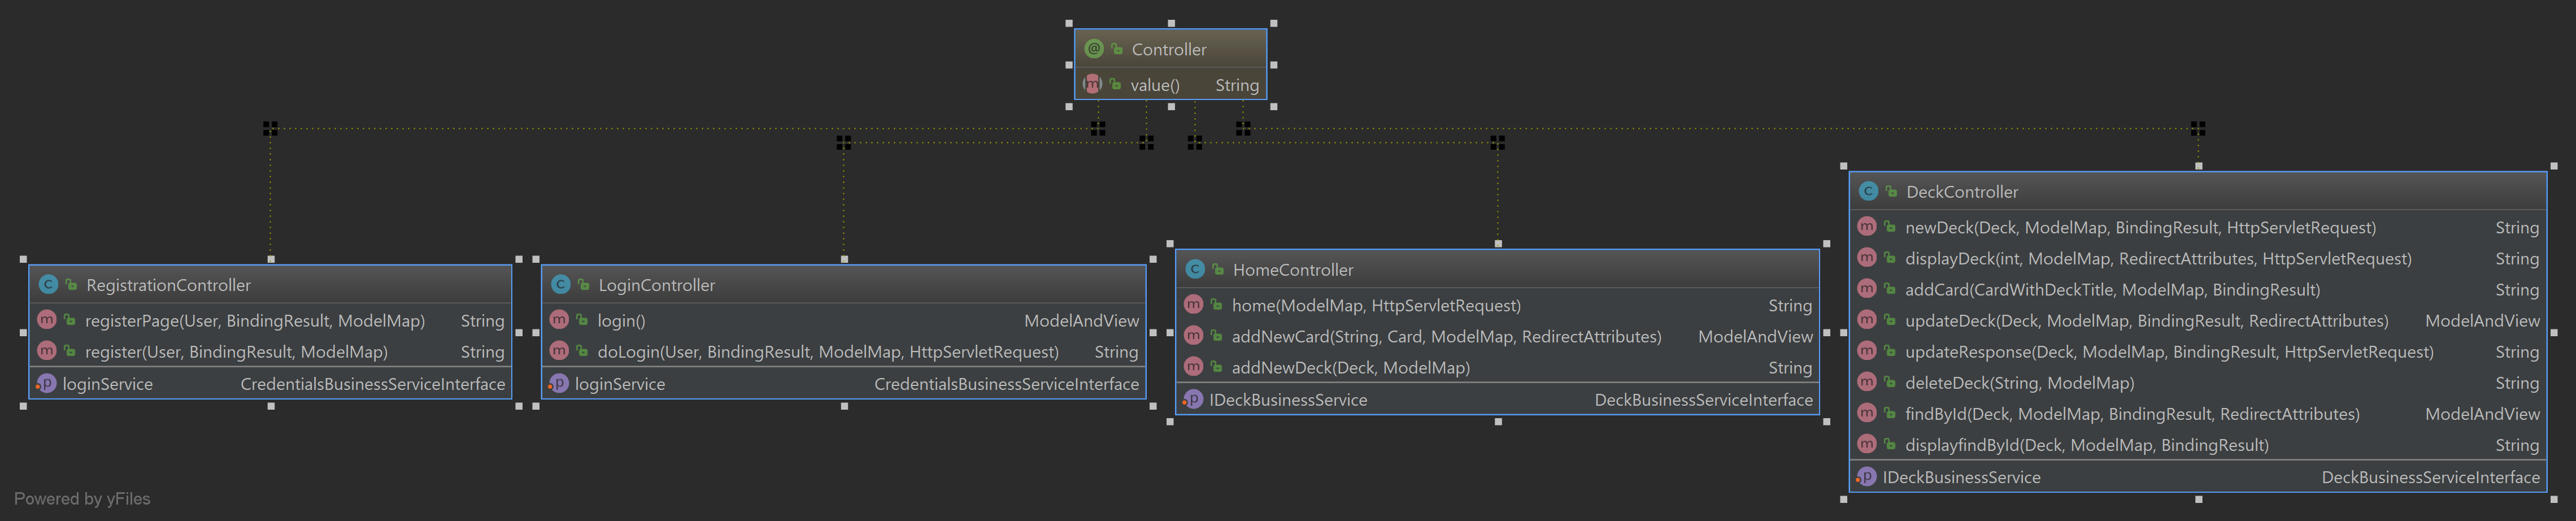 Controller
value() String
RegistrationController
registerPage(User, BindingResult, ModelMap) String
register(User, BindingResult, ModelMap) String
loginService CredentialsBusinessServiceInterface
LoginController
login() ModelAndView
doLogin(User, BindingResult, ModelMap, HttpServletRequest) String
loginService CredentialsBusinessServiceInterface
HomeController
home(ModelMap, HttpServletRequest) String
addNewCard(String, Card, ModelMap, RedirectAttributes) ModelAndView
addNewDeck(Deck, ModelMap) String
IDeckBusinessService DeckBusinessServiceInterface
DeckController
newDeck(Deck, ModelMap, BindingResult, HttpServletRequest) String
displayDeck(int, ModelMap, RedirectAttributes, HttpServletRequest) String
addCard(CardWithDeckTitle, ModelMap, BindingResult) String
updateDeck(Deck, ModelMap, BindingResult, RedirectAttributes) ModelAndView
updateResponse(Deck, ModelMap, BindingResult, HttpServletRequest) String
deleteDeck(String, ModelMap) String
findById(Deck, ModelMap, BindingResult, RedirectAttributes) ModelAndView
displayfindById(Deck, ModelMap, BindingResult) String
IDeckBusinessService DeckBusinessServiceInterface
Powered by yFiles